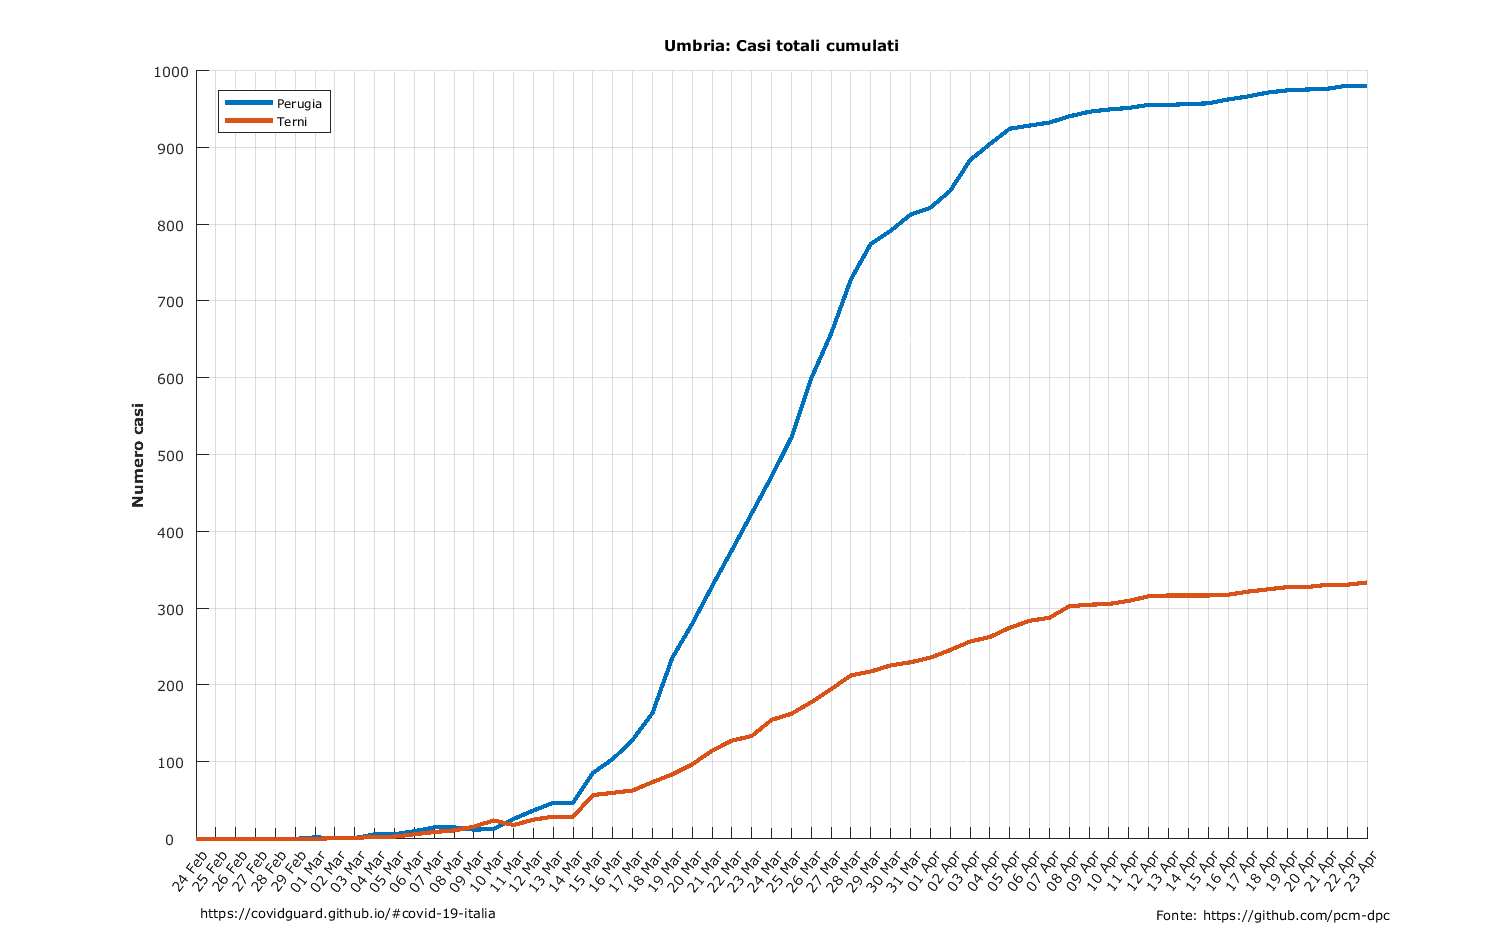 Umbria: Casi totali cumulati
Perugia
Terni
Numero casi
1000
900
800
700
600
500
400
300
200
100
0
24 Feb
25 Feb
26 Feb
27 Feb
28 Feb
29 Feb
01 Mar
02 Mar
03 Mar
04 Mar
05 Mar
06 Mar
07 Mar
08 Mar
09 Mar
10 Mar
11 Mar
12 Mar
13 Mar
14 Mar
15 Mar
16 Mar
17 Mar
18 Mar
19 Mar
20 Mar
21 Mar
22 Mar
23 Mar
24 Mar
25 Mar
26 Mar
27 Mar
28 Mar
29 Mar
30 Mar
31 Mar
01 Apr
02 Apr
03 Apr
04 Apr
05 Apr
06 Apr
07 Apr
08 Apr
09 Apr
10 Apr
11 Apr
12 Apr
13 Apr
14 Apr
15 Apr
16 Apr
17 Apr
18 Apr
19 Apr
20 Apr
21 Apr
22 Apr
23 Apr
https://covidguard.github.io/#covid-19-italia
Fonte: https://github.com/pcm-dpc